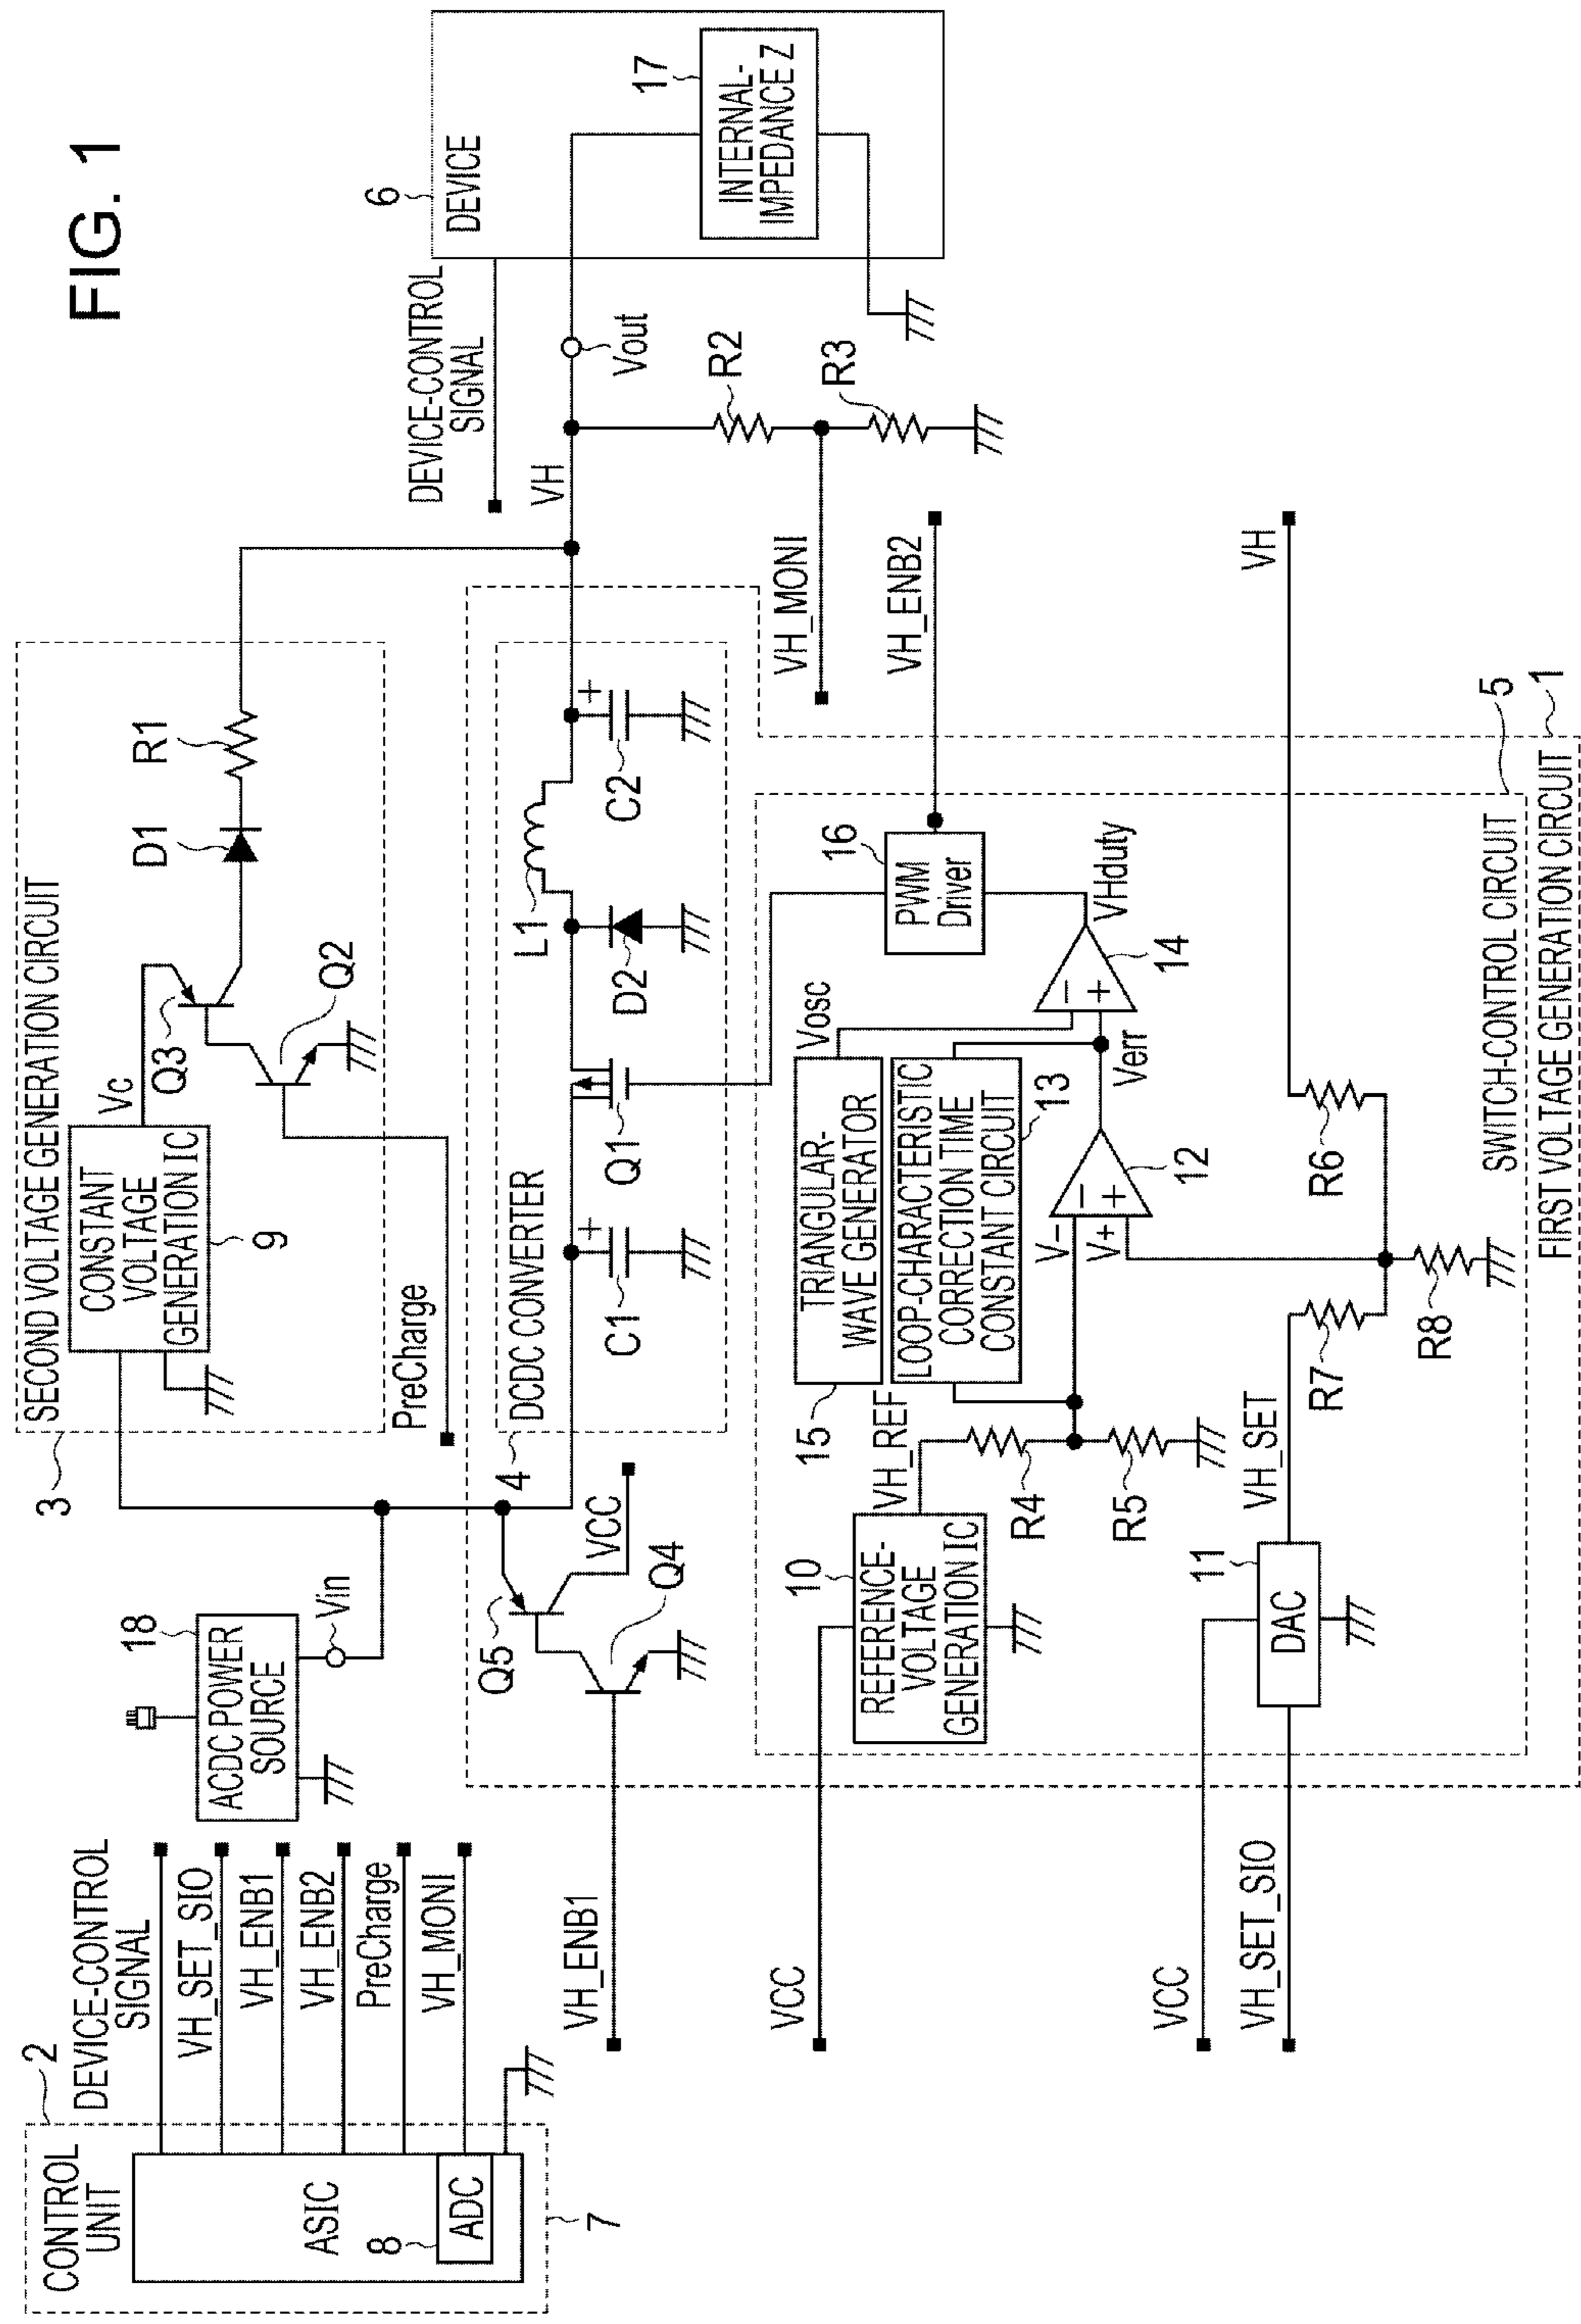 FIG. 1
CONTROL
UNIT
2
ASIC
7
8
ADC
DEVICE-CONTROL
SIGNAL
VH_SET_SIO
VH_ENB1
VH_ENB2
PreCharge
VH_MONI
18
ACDC POWER
SOURCE
Vin
SECOND VOLTAGE GENERATION CIRCUIT
3
CONSTANT
VOLTAGE
GENERATION IC
9
Vc
Q3
Q2
D1
R1
PreCharge
DCDC CONVERTER
4
C1
+
Q1
D2
L1
C2
+
VH
Vout
DEVICE-CONTROL
SIGNAL
6
DEVICE
17
INTERNAL-
IMPEDANCE Z
R2
R3
VH_MONI
VH_ENB2
VH
VH_ENB1
Q5
Q4
VCC
VCC
10
REFERENCE-
VOLTAGE
GENERATION IC
VH_REF
R4
R5
15
TRIANGULAR-
WAVE GENERATOR
Vosc
LOOP-CHARACTERISTIC
CORRECTION TIME
CONSTANT CIRCUIT
13
V−
V+
−
+
12
Verr
−
+
14
VHduty
16
PWM
Driver
VCC
VH_SET_SIO
11
DAC
VH_SET
R7
R6
R8
SWITCH-CONTROL CIRCUIT
5
FIRST VOLTAGE GENERATION CIRCUIT
1